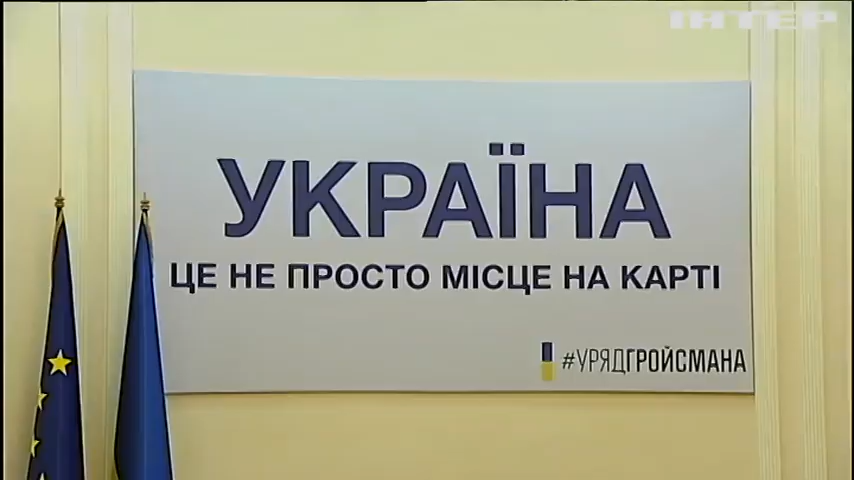 ІНТЕР
УКРАЇНА
ЦЕ НЕ ПРОСТО МІСЦЕ НА КАРТІ
#УРЯДГРОЙСМАНА